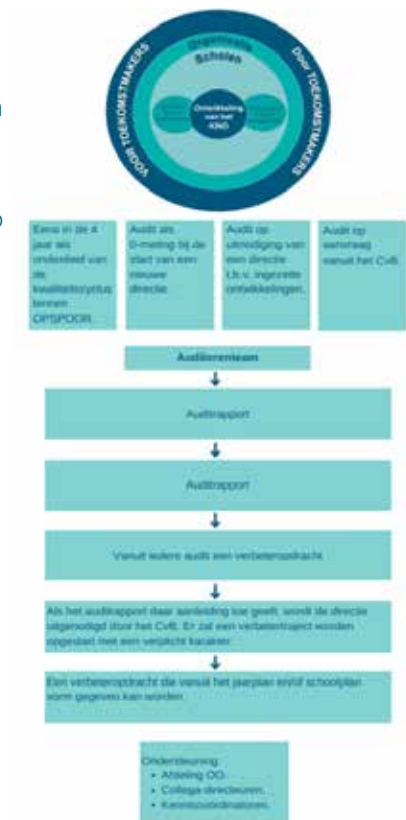 Organisatie
Scholen
VOOR TOEKOMSTMAKERS
Door TOEKOMSTMAKERS
Ontwikkeling
van het
KIND
Eens in de 4
jaar als
onderdeel van
de
kwaliteitscyclus
binnen
OPSPOOR.
Audit als
0-meting bij de
start van een
nieuwe
directie.
Audit op
uitnodiging van
een directie
t.b.v. ingezette
ontwikkelingen.
Audit op
aanvraag
vanuit het CvB.
Auditorenteam
Auditrapport
Auditrapport
Vanuit iedere audit een verbeteropdracht
Als het auditrapport daar aanleiding toe geeft, wordt de directie
uitgenodigd door het CvB. Er zal een verbetertraject worden
opgestart met een verplicht karakter.
Een verbeteropdracht die vanuit het jaarplan en/of schoolplan
vorm gegeven kan worden.
Ondersteuning:
• Afdeling OO.
• Collega-directeuren.
• Kenniscoördinatoren.